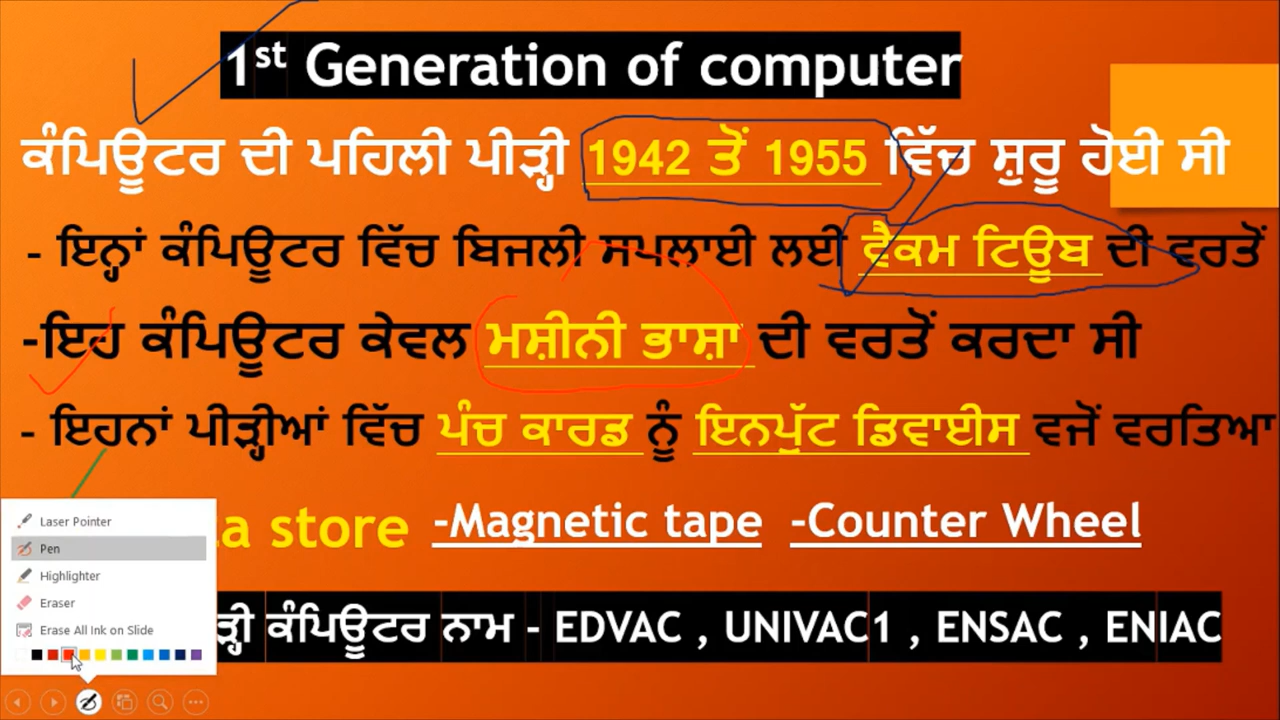 1st Generation of computer
ਕੰਪਿਊਟਰ ਦੀ ਪਹਿਲੀ ਪੀੜ੍ਹੀ 1942 ਤੋਂ 1955 ਵਿੱਚ ਸ਼ੁਰੂ ਹੋਈ ਸੀ
- ਇਨ੍ਹਾਂ ਕੰਪਿਊਟਰ ਵਿੱਚ ਬਿਜਲੀ ਸਪਲਾਈ ਲਈ ਵੈਕਮ ਟਿਊਬ ਦੀ ਵਰਤੋਂ
-ਇਹ ਕੰਪਿਊਟਰ ਕੇਵਲ ਮਸ਼ੀਨੀ ਭਾਸ਼ਾ ਦੀ ਵਰਤੋਂ ਕਰਦਾ ਸੀ
- ਇਹਨਾਂ ਪੀੜ੍ਹੀਆਂ ਵਿੱਚ ਪੰਚ ਕਾਰਡ ਨੂੰ ਇਨਪੁੱਟ ਡਿਵਾਈਸ ਵਜੋਂ ਵਰਤਿਆ
store -Magnetic tape -Counter Wheel
ਕੰਪਿਊਟਰ ਨਾਮ - EDVAC , UNIVAC1 , ENSAC , ENIAC
Laser Pointer
Pen
Highlighter
Eraser
Erase All Ink on Slide